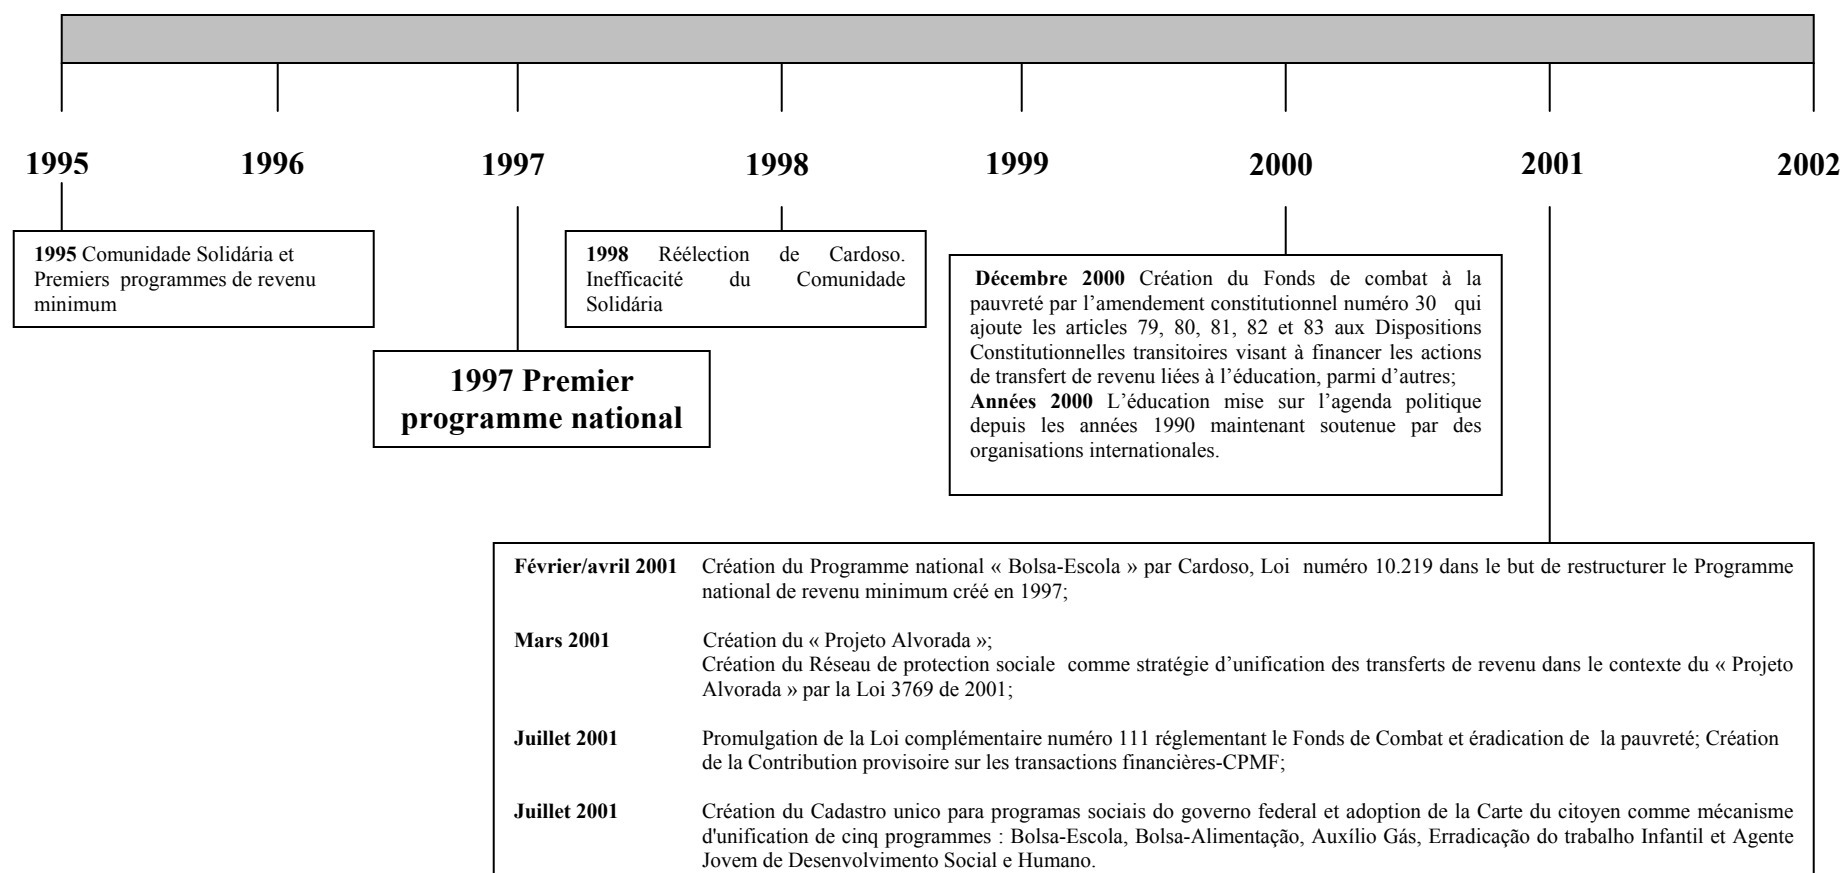 1995 1996 1997 1998 1999 2000 2001 2002
1995 Comunidade Solidária et
Premiers programmes de revenu
minimum
1997 Premier
programme national
1998 Réélection de Cardoso.
Inefficacité du Comunidade
Solidária
Décembre 2000 Création du Fonds de combat à la
pauvreté par l’amendement constitutionnel numéro 30 qui
ajoute les articles 79, 80, 81, 82 et 83 aux Dispositions
Constitutionnelles transitoires visant à financer les actions
de transfert de revenu liées à l’éducation, parmi d’autres;
Années 2000 L’éducation mise sur l’agenda politique
depuis les années 1990 maintenant soutenue par des
organisations internationales.
Février/avril 2001 Création du Programme national « Bolsa-Escola » par Cardoso, Loi numéro 10.219 dans le but de restructurer le Programme
national de revenu minimum créé en 1997;
Mars 2001 Création du « Projeto Alvorada »;
Création du Réseau de protection sociale comme stratégie d’unification des transferts de revenu dans le contexte du « Projeto
Alvorada » par la Loi 3769 de 2001;
Juillet 2001 Promulgation de la Loi complémentaire numéro 111 réglementant le Fonds de Combat et éradication de la pauvreté; Création
de la Contribution provisoire sur les transactions financières-CPMF;
Juillet 2001 Création du Cadastro unico para programas sociais do governo federal et adoption de la Carte du citoyen comme mécanisme
d'unification de cinq programmes : Bolsa-Escola, Bolsa-Alimentação, Auxílio Gás, Erradicação do trabalho Infantil et Agente
Jovem de Desenvolvimento Social e Humano.